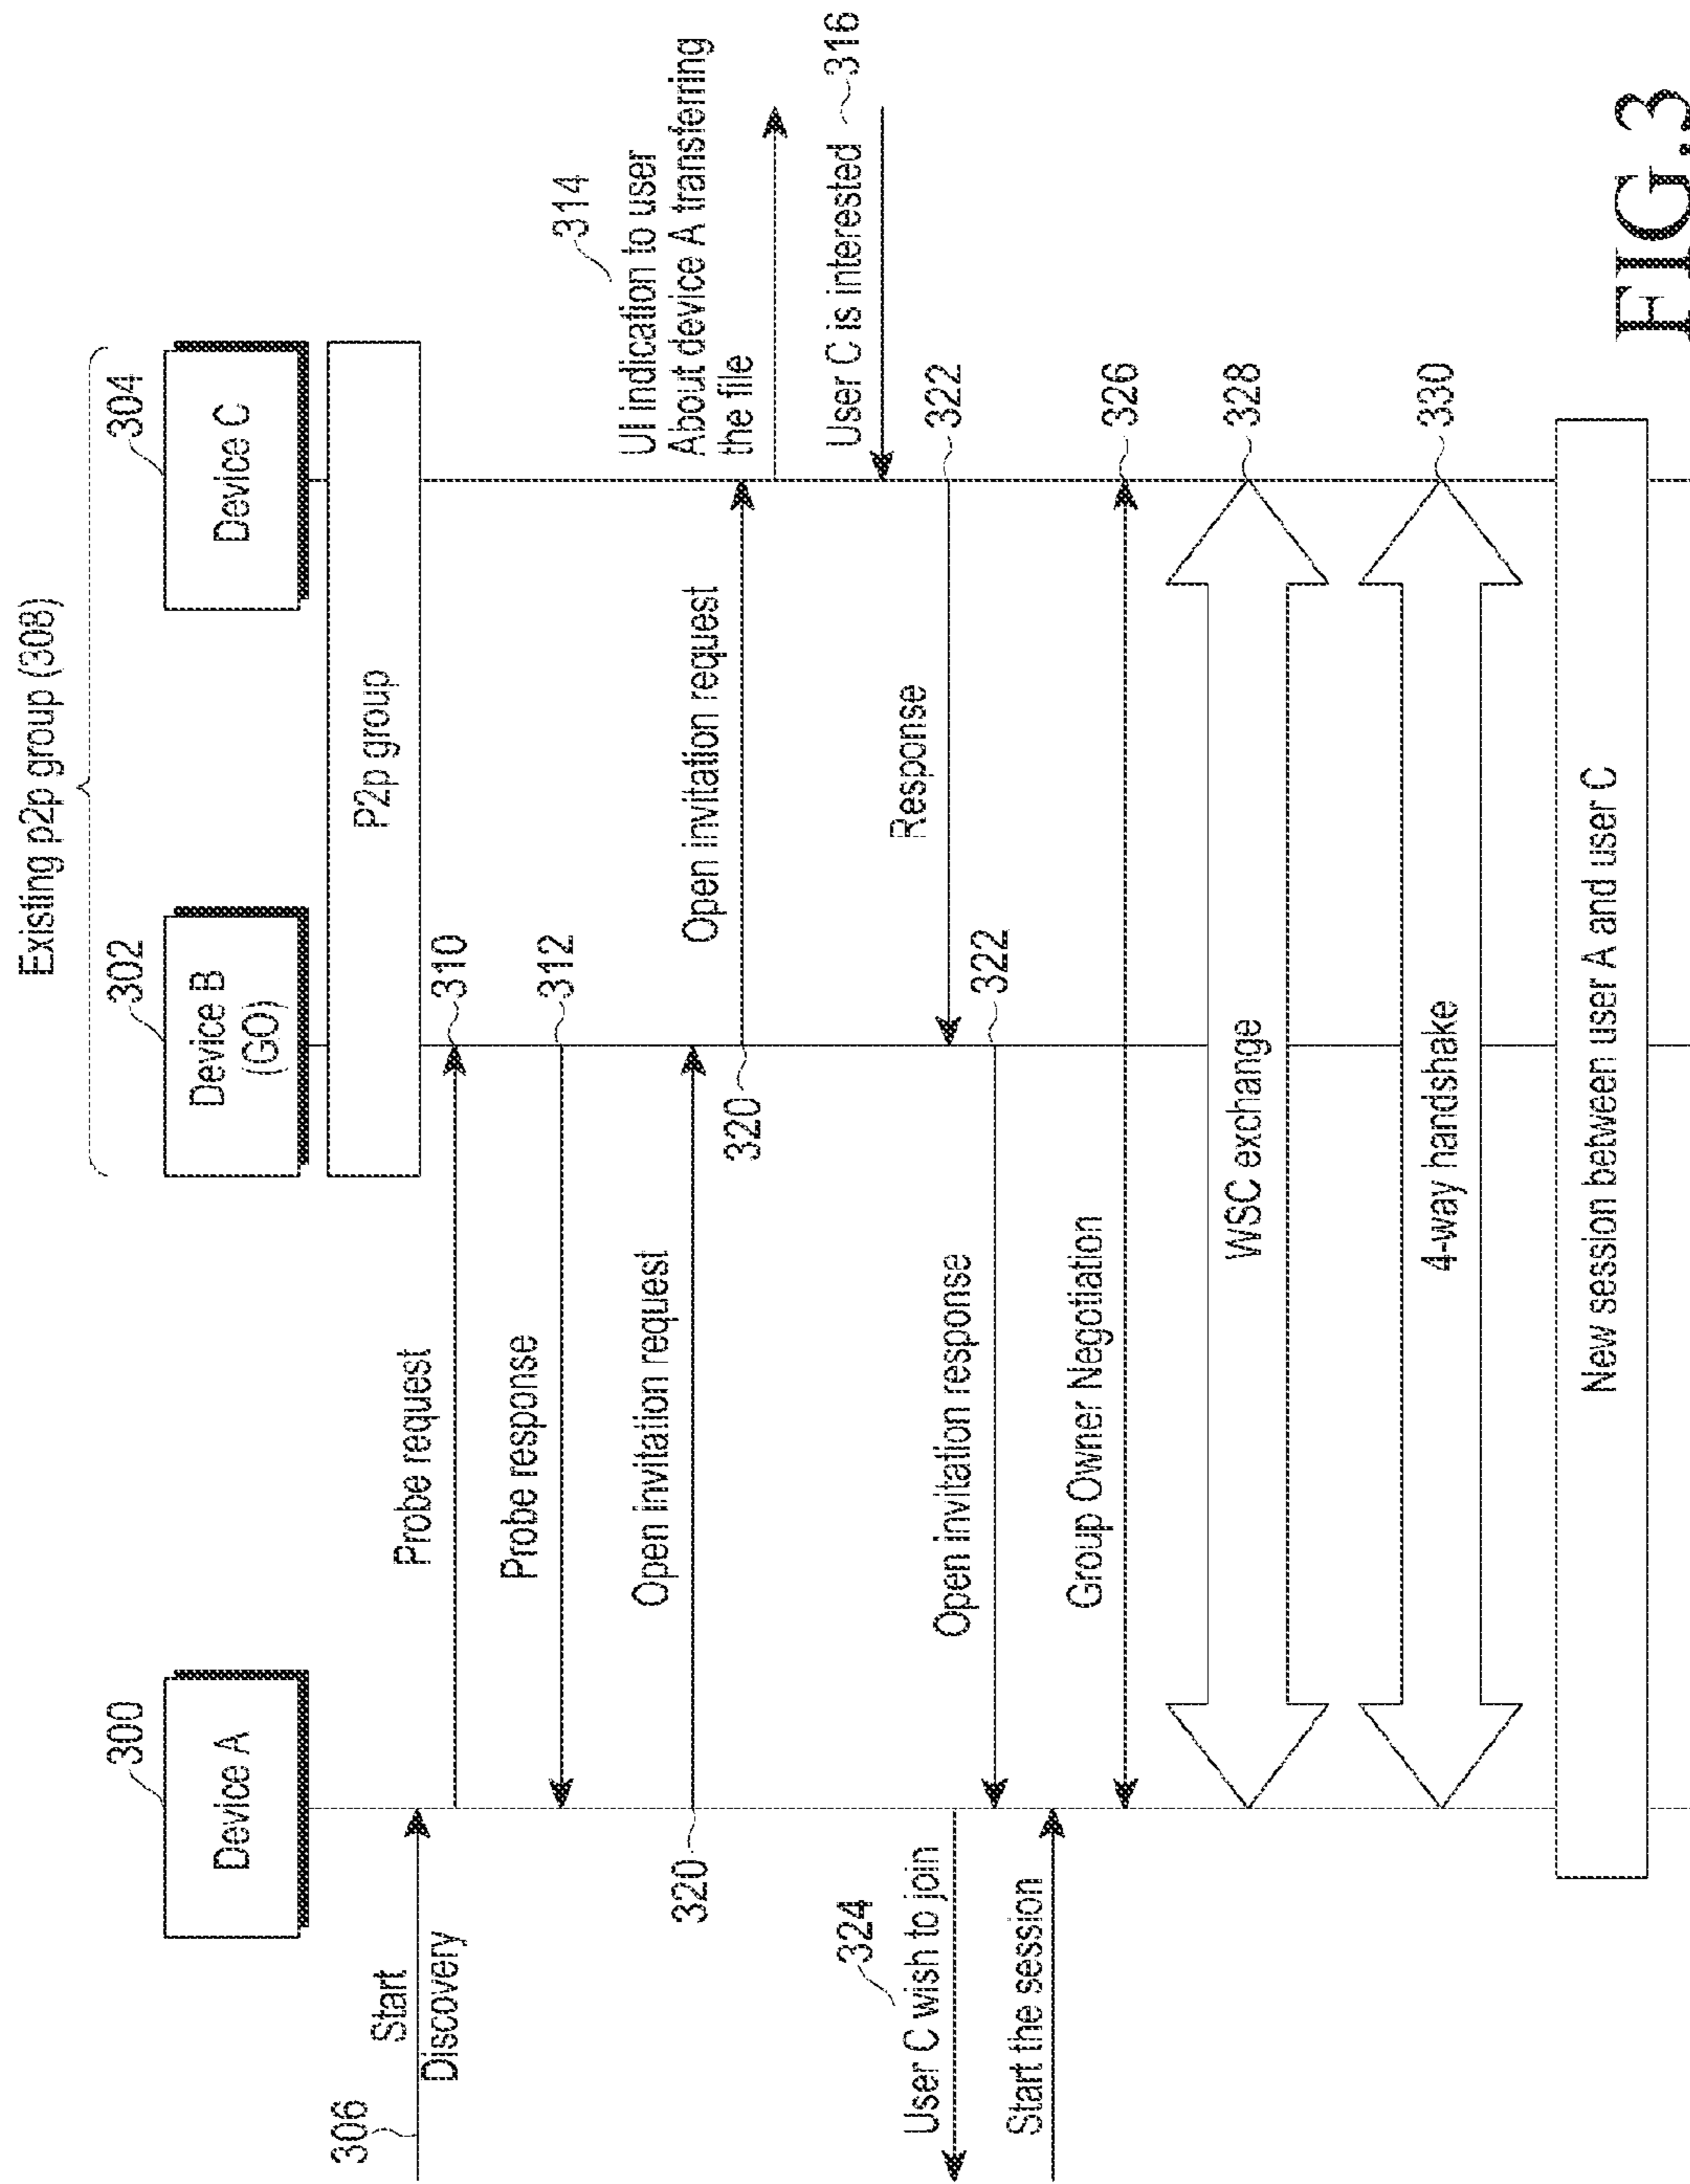 Existing p2p group (308)
300
302
304
Device A
Device B
(GO)
Device C
P2p group
306
Start
Discovery
Probe request
310
Probe response
312
314
UI indication to user
About device A transferring
the file
Open invitation request
320
Open invitation request
320
User C is interested
316
324
User C wish to join
Response
322
Open invitation response
322
Start the session
Group Owner Negotiation
326
WSC exchange
328
4-way handshake
330
New session between user A and user C
FIG.3